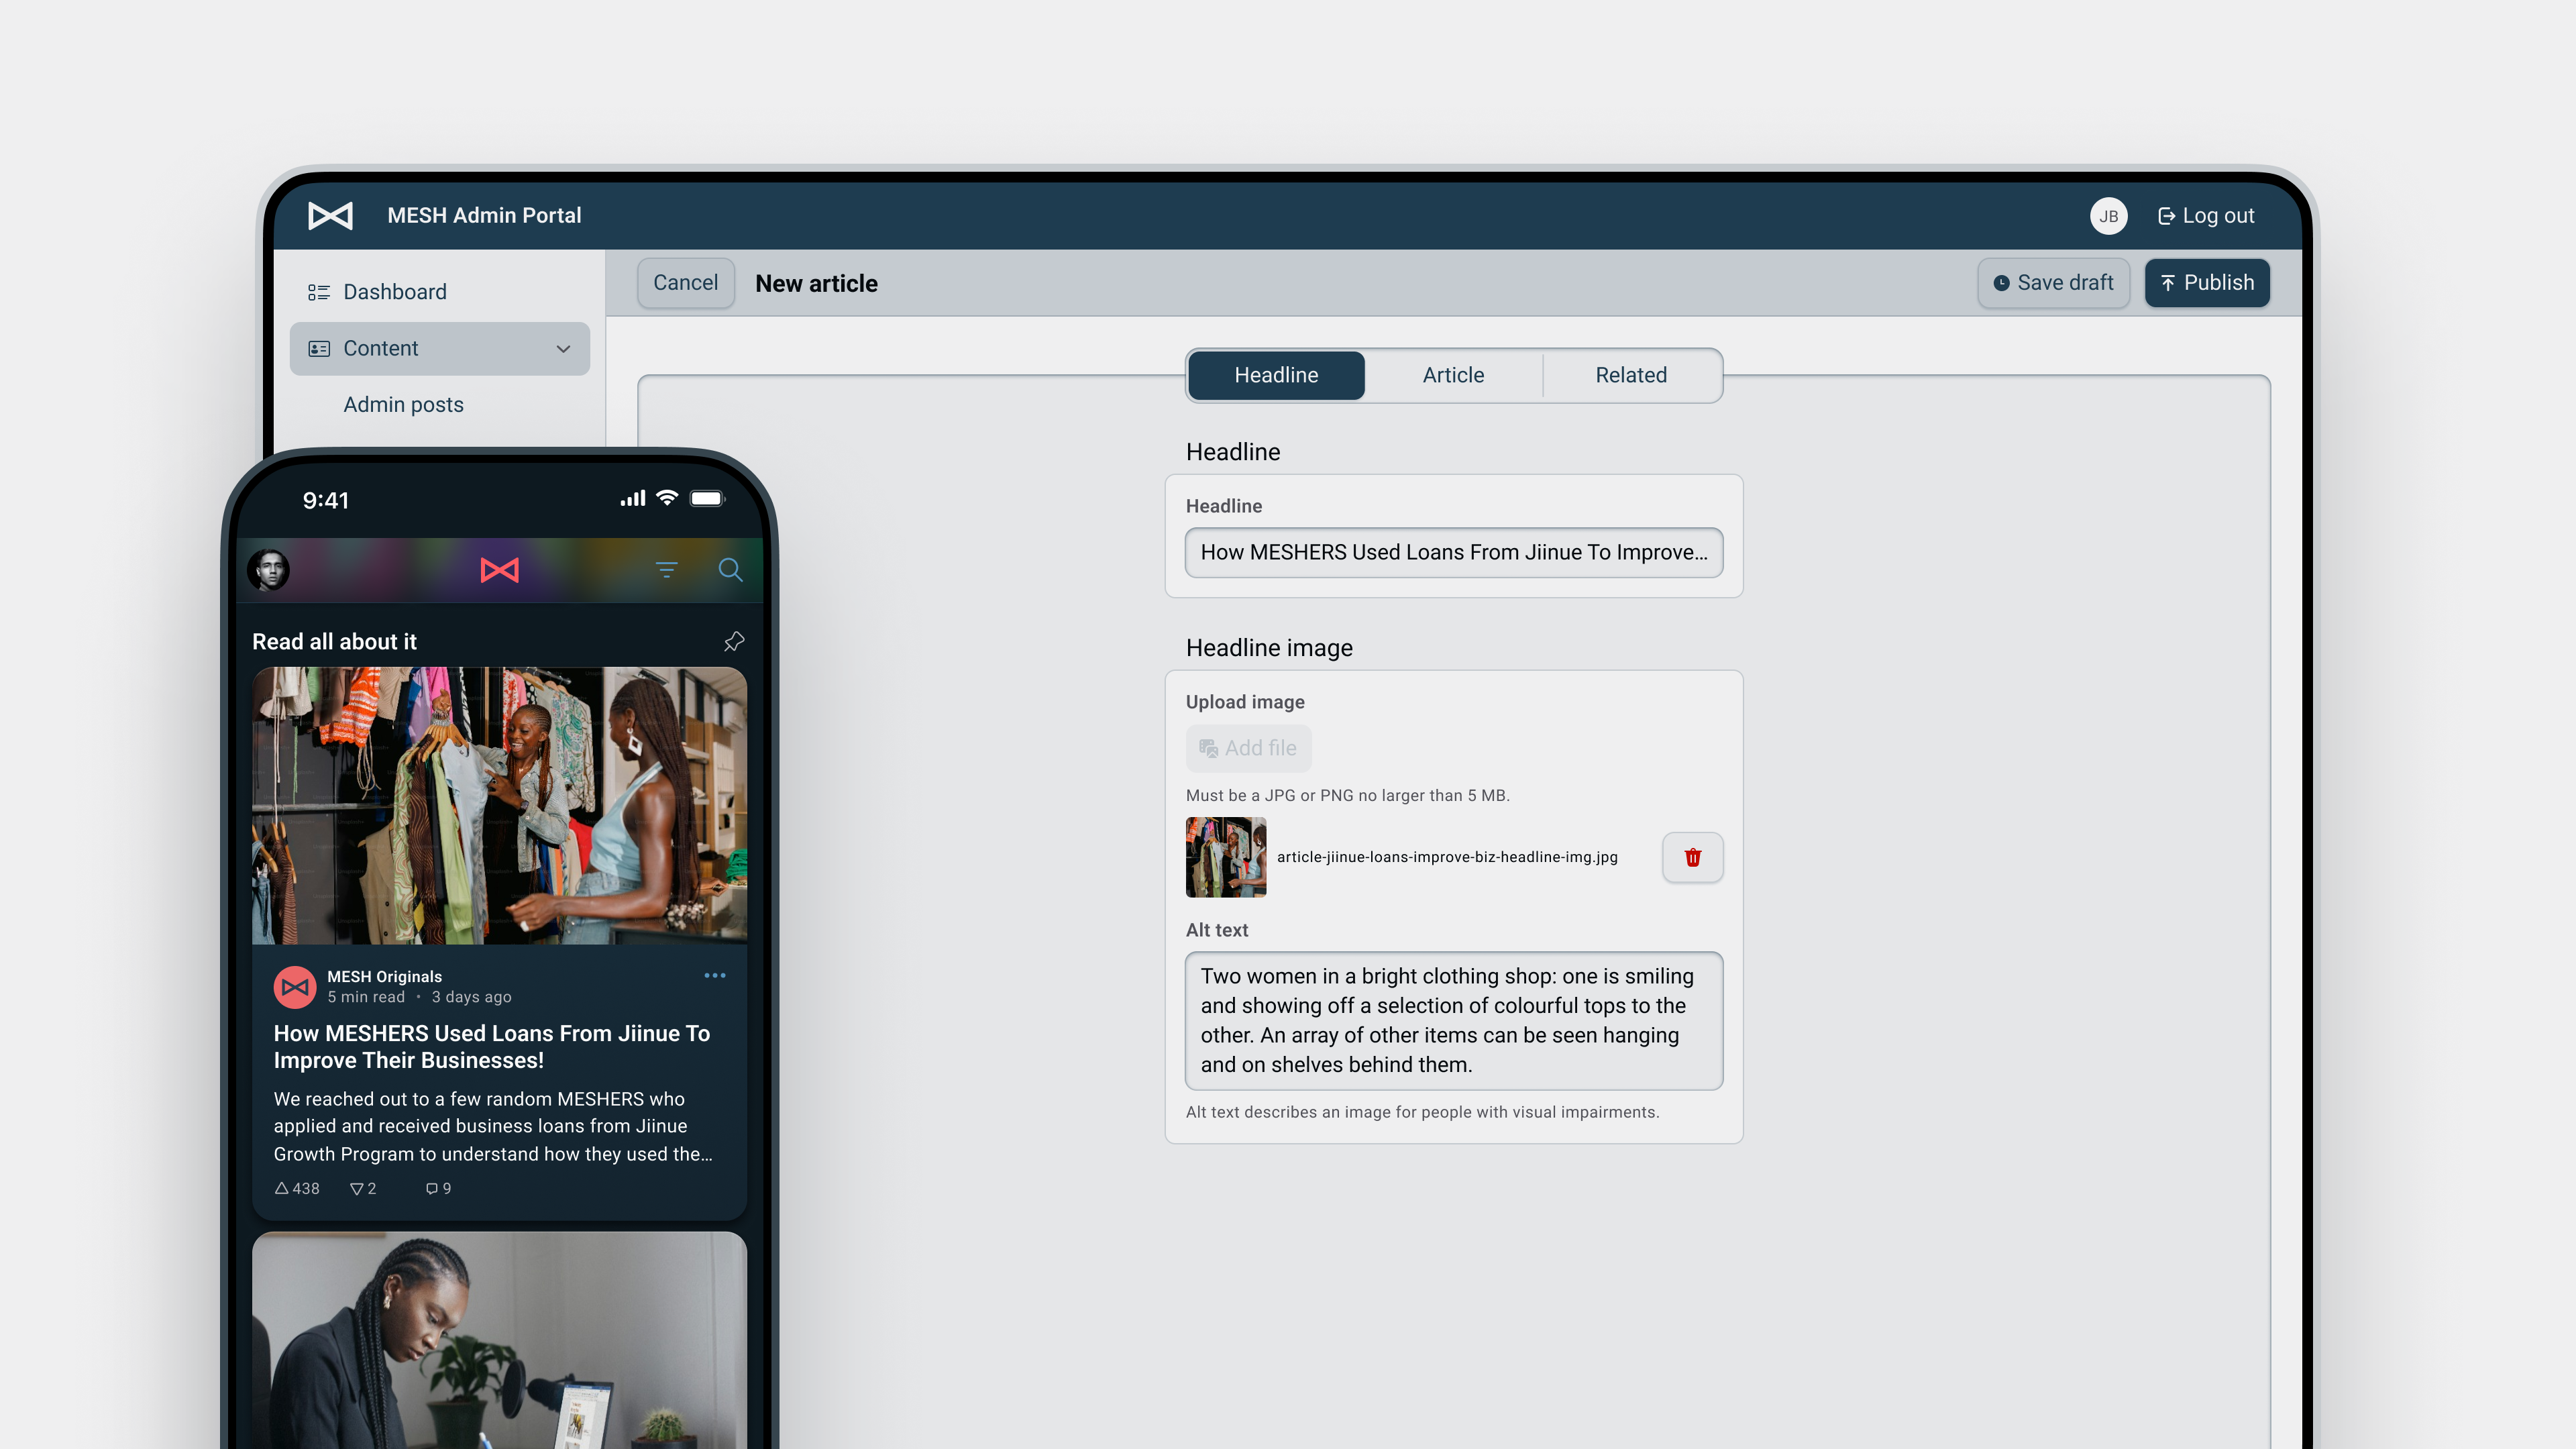 MESH Admin Portal
JB
Log out
Dashboard
Content
Admin posts
Cancel
New article
Save draft
Publish
Headline
Article
Related
Headline
Headline
How MESHERS Used Loans From Jiinue To Improve…
Headline image
Upload image
Add file
Must be a JPG or PNG no larger than 5 MB.
article-jiinue-loans-improve-biz-headline-img.jpg
Alt text
Two women in a bright clothing shop: one is smiling
and showing off a selection of colourful tops to the
other. An array of other items can be seen hanging
and on shelves behind them.
Alt text describes an image for people with visual impairments.
9:41
Read all about it
MESH Originals
5 min read • 3 days ago
How MESHERS Used Loans From Jiinue To
Improve Their Businesses!
We reached out to a few random MESHERS who
applied and received business loans from Jiinue
Growth Program to understand how they used the…
438
2
9